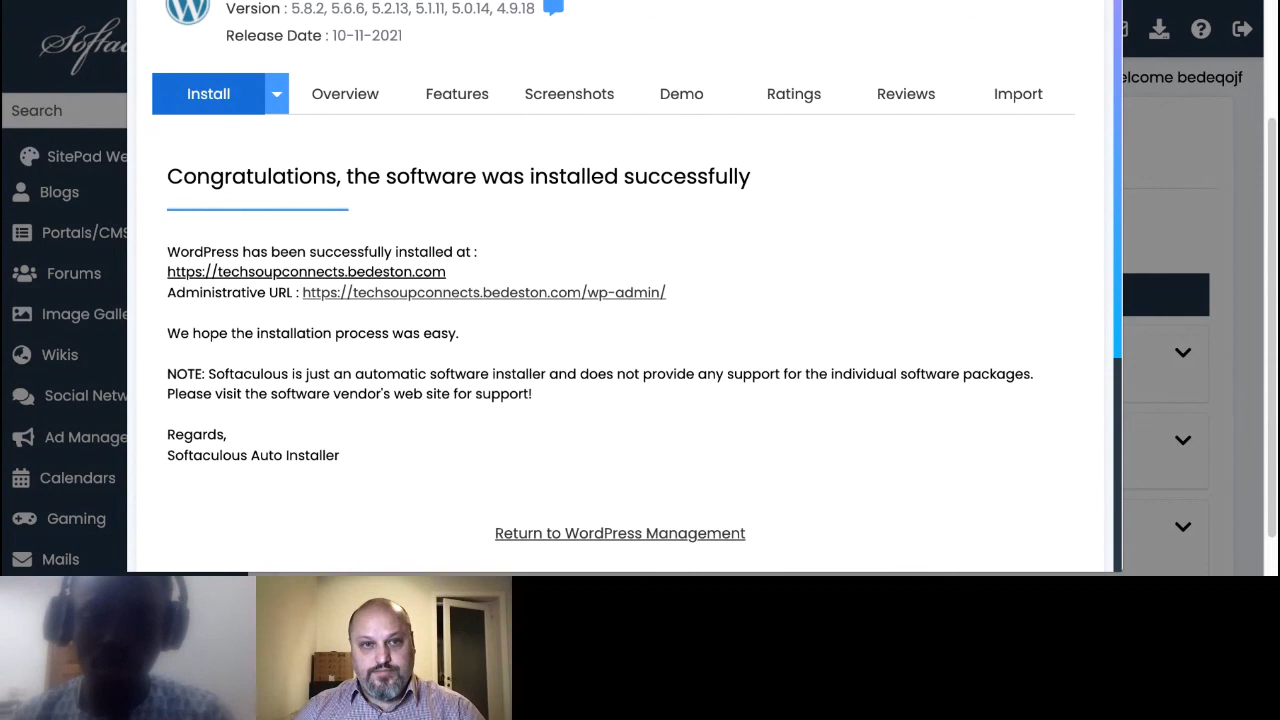 Version : 5.8.2, 5.6.6, 5.2.13, 5.1.11, 5.0.14, 4.9.18
Release Date : 10-11-2021
Install Overview Features Screenshots Demo Ratings Reviews Import
bedeqojf
Search
Congratulations, the software was installed successfully
SitePad
Blogs
Forums
Image
Wikis
Social
Ad
Calendars
Gaming
Mails
WordPress has been successfully installed at :
https://techsoupconnects.bedeston.com
Administrative URL : https://techsoupconnects.bedeston.com/wp-admin/
We hope the installation process was easy.
NOTE: Softaculous is just an automatic software installer and does not provide any support for the individual software packages.
Please visit the software vendor's web site for support!
Regards,
Softaculous Auto Installer
Return to WordPress Management